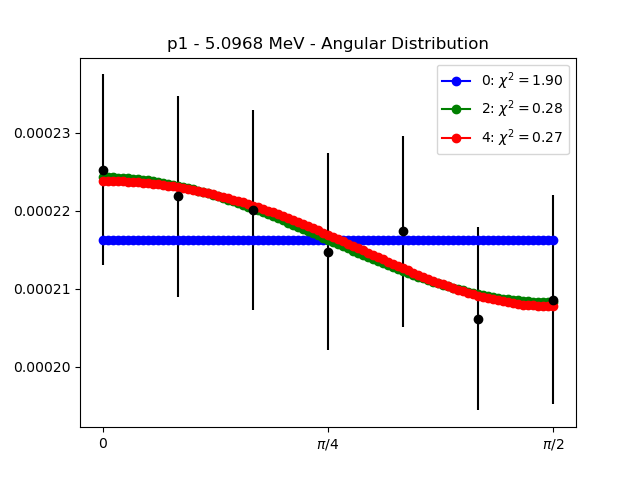 p1 - 5.0968 MeV - Angular Distribution
0: χ² = 1.90
2: χ² = 0.28
4: χ² = 0.27
0.00023
0.00022
0.00021
0.00020
0
π/4
π/2